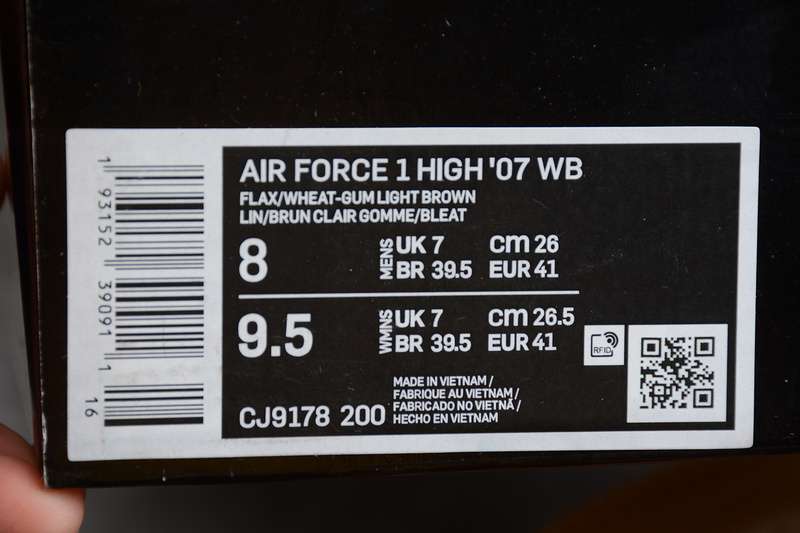 AIR FORCE 1 HIGH '07 WB
FLAX/WHEAT-GUM LIGHT BROWN
LIN/BRUN CLAIR GOMME/BLEAT
8 MENS UK 7 cm 26
BR 39.5 EUR 41
9.5 WMNS UK 7 cm 26.5
BR 39.5 EUR 41
RFID
CJ9178 200
MADE IN VIETNAM /
FABRIQUE AU VIETNAM /
FABRICADO NO VIETNÃ /
HECHO EN VIETNAM
1 93152 39091 1
16